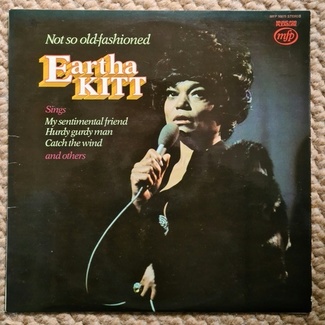 Not so old-fashioned
Eartha
KITT
Sings
My sentimental friend
Hurdy gurdy man
Catch the wind
and others
mfp